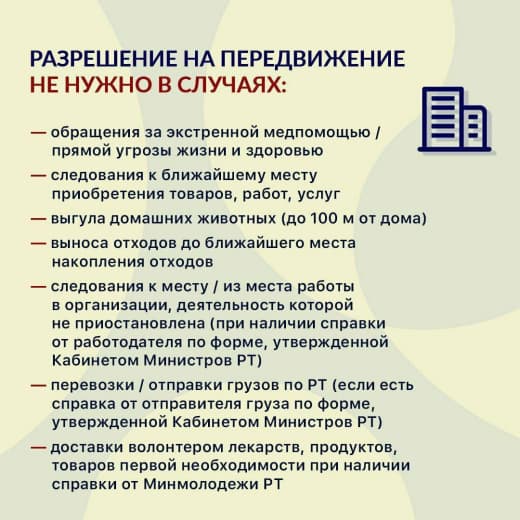 РАЗРЕШЕНИЕ НА ПЕРЕДВИЖЕНИЕ
НЕ НУЖНО В СЛУЧАЯХ:
— обращения за экстренной медпомощью /
прямой угрозы жизни и здоровью
— следования к ближайшему месту
приобретения товаров, работ, услуг
— выгула домашних животных (до 100 м от дома)
— выноса отходов до ближайшего места
накопления отходов
— следования к месту / из места работы
в организации, деятельность которой
не приостановлена (при наличии справки
от работодателя по форме, утвержденной
Кабинетом Министров РТ)
— перевозки / отправки грузов по РТ (если есть
справка от отправителя груза по форме,
утвержденной Кабинетом Министров РТ)
— доставки волонтером лекарств, продуктов,
товаров первой необходимости при наличии
справки от Минмолодежи РТ